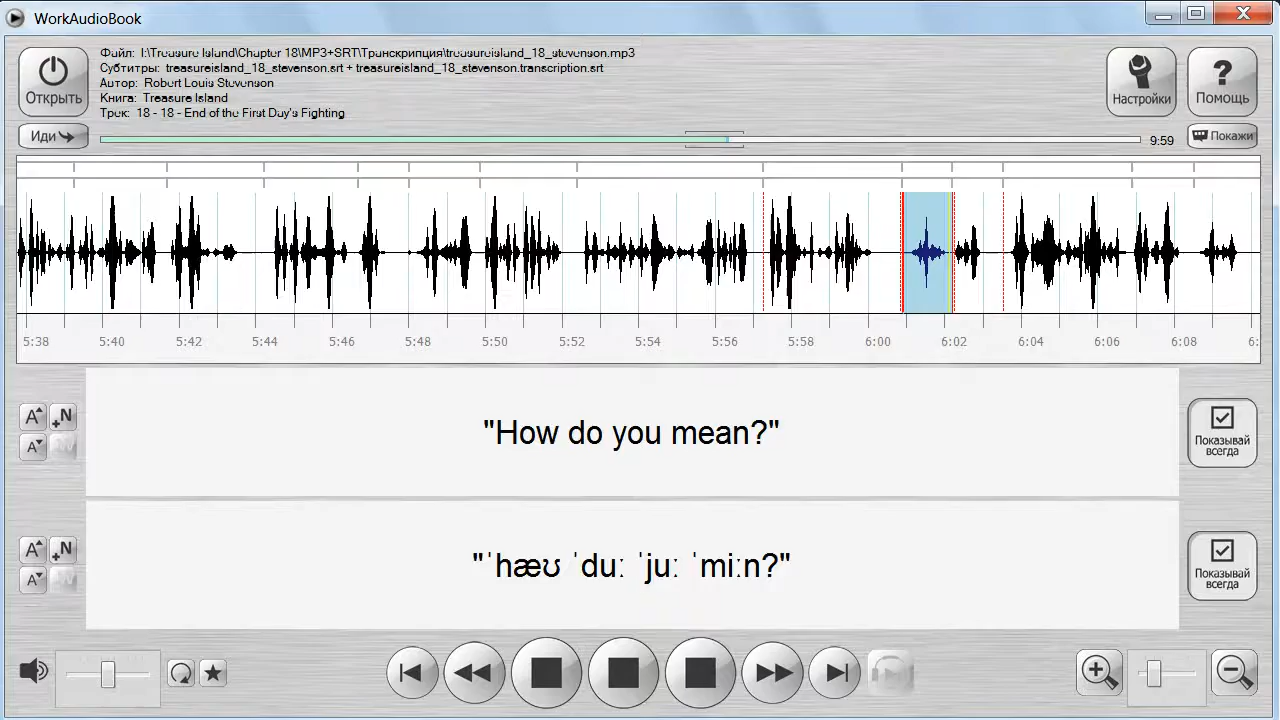 WorkAudioBook
Открыть
Файл: I:\Treasure Island\Chapter 18\MP3+SRT\Транскрипция\treasureisland_18_stevenson.mp3
Субтитры: treasureisland_18_stevenson.srt + treasureisland_18_stevenson.transcription.srt
Автор: Robert Louis Stevenson
Книга: Treasure Island
Трек: 18 - 18 - End of the First Day's Fighting
Настройки
? Помощь
Иди
9:59
Покажи
5:38 5:40 5:42 5:44 5:46 5:48 5:50 5:52 5:54 5:56 5:58 6:00 6:02 6:04 6:06 6:08 6:
A +N
A
"How do you mean?"
Показывай
всегда
A +N
A
"ˈhæʊ ˈduː ˈjuː ˈmiːn?"
Показывай
всегда